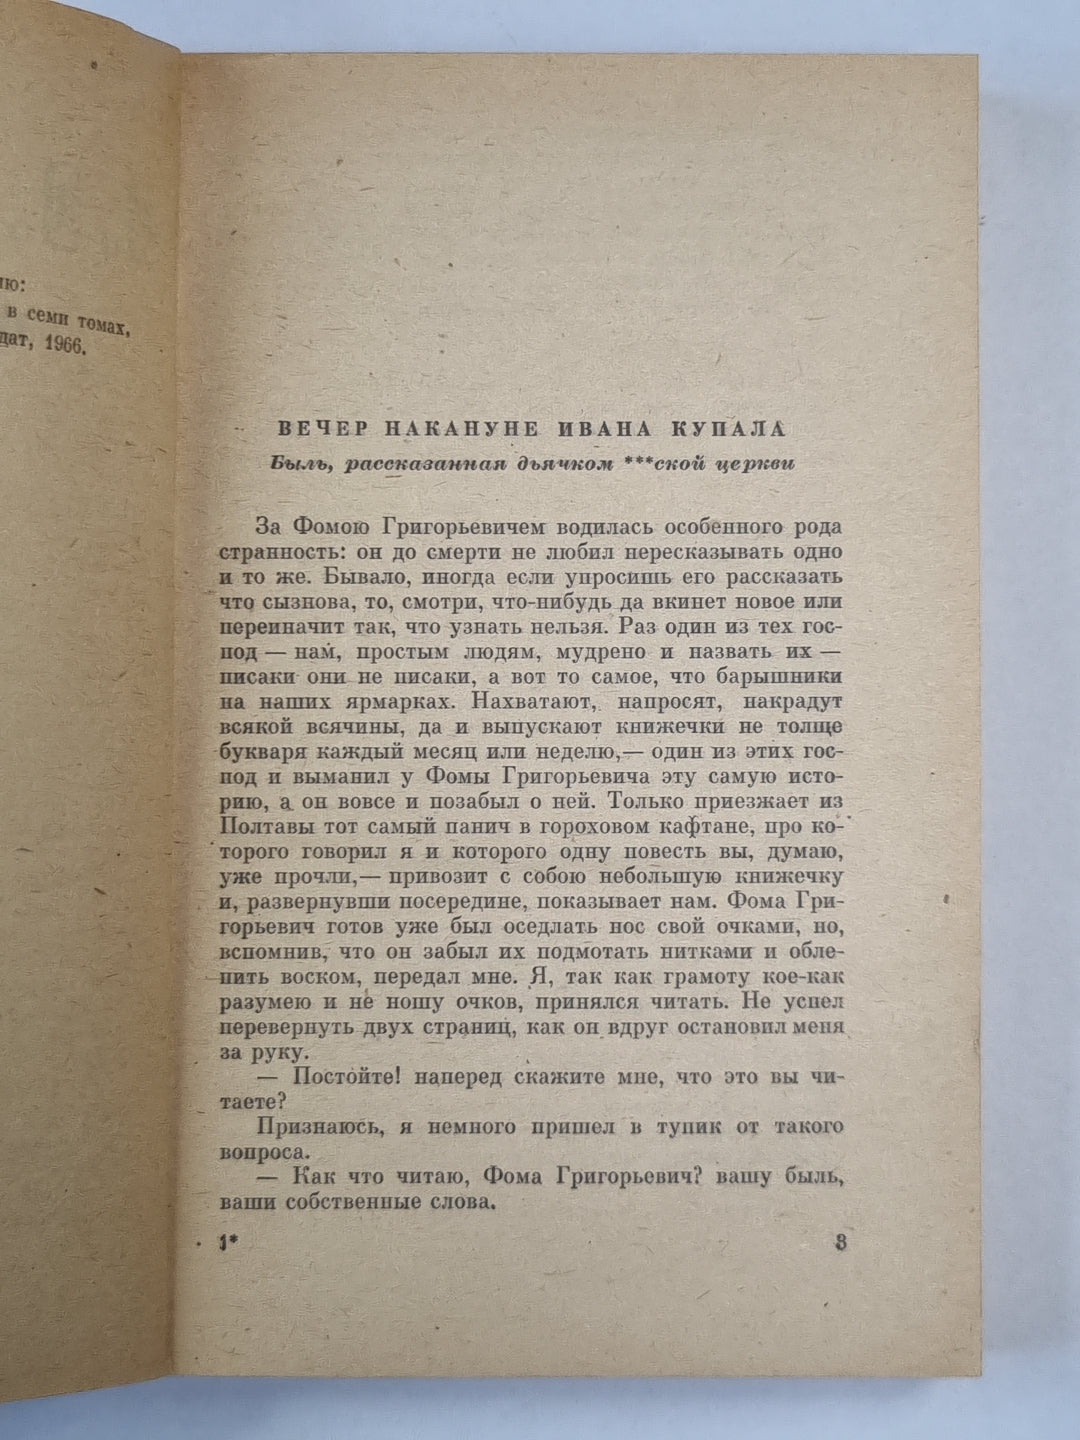 ию:
в семи томах,
дат, 1966.
ВЕЧЕР НАКАНУНЕ ИВАНА КУПАЛА
Быль, рассказанная дьячком ***ской церкви
За Фомою Григорьевичем водилась особенного рода
странность: он до смерти не любил пересказывать одно
и то же. Бывало, иногда если упросишь его рассказать
что сызнова, то, смотри, что-нибудь да вкинет новое или
переиначит так, что узнать нельзя. Раз один из тех гос-
под — нам, простым людям, мудрено и назвать их —
писаки они не писаки, а вот то самое, что барышники
на наших ярмарках. Нахватают, напросят, накрадут
всякой всячины, да и выпускают книжечки не толще
букваря каждый месяц или неделю,— один из этих гос-
под и выманил у Фомы Григорьевича эту самую исто-
рию, а он вовсе и позабыл о ней. Только приезжает из
Полтавы тот самый панич в гороховом кафтане, про ко-
торого говорил я и которого одну повесть вы, думаю,
уже прочли,— привозит с собою небольшую книжечку
и, развернувши посередине, показывает нам. Фома Гри-
горьевич готов уже был оседлать нос свой очками, но,
вспомнив, что он забыл их подмотать нитками и обле-
пить воском, передал мне. Я, так как грамоту кое-как
разумею и не ношу очков, принялся читать. Не успел
перевернуть двух страниц, как он вдруг остановил меня
за руку.
— Постойте! наперед скажите мне, что это вы чи-
таете?
Признаюсь, я немного пришел в тупик от такого
вопроса.
— Как что читаю, Фома Григорьевич? вашу быль,
ваши собственные слова.
1*
3